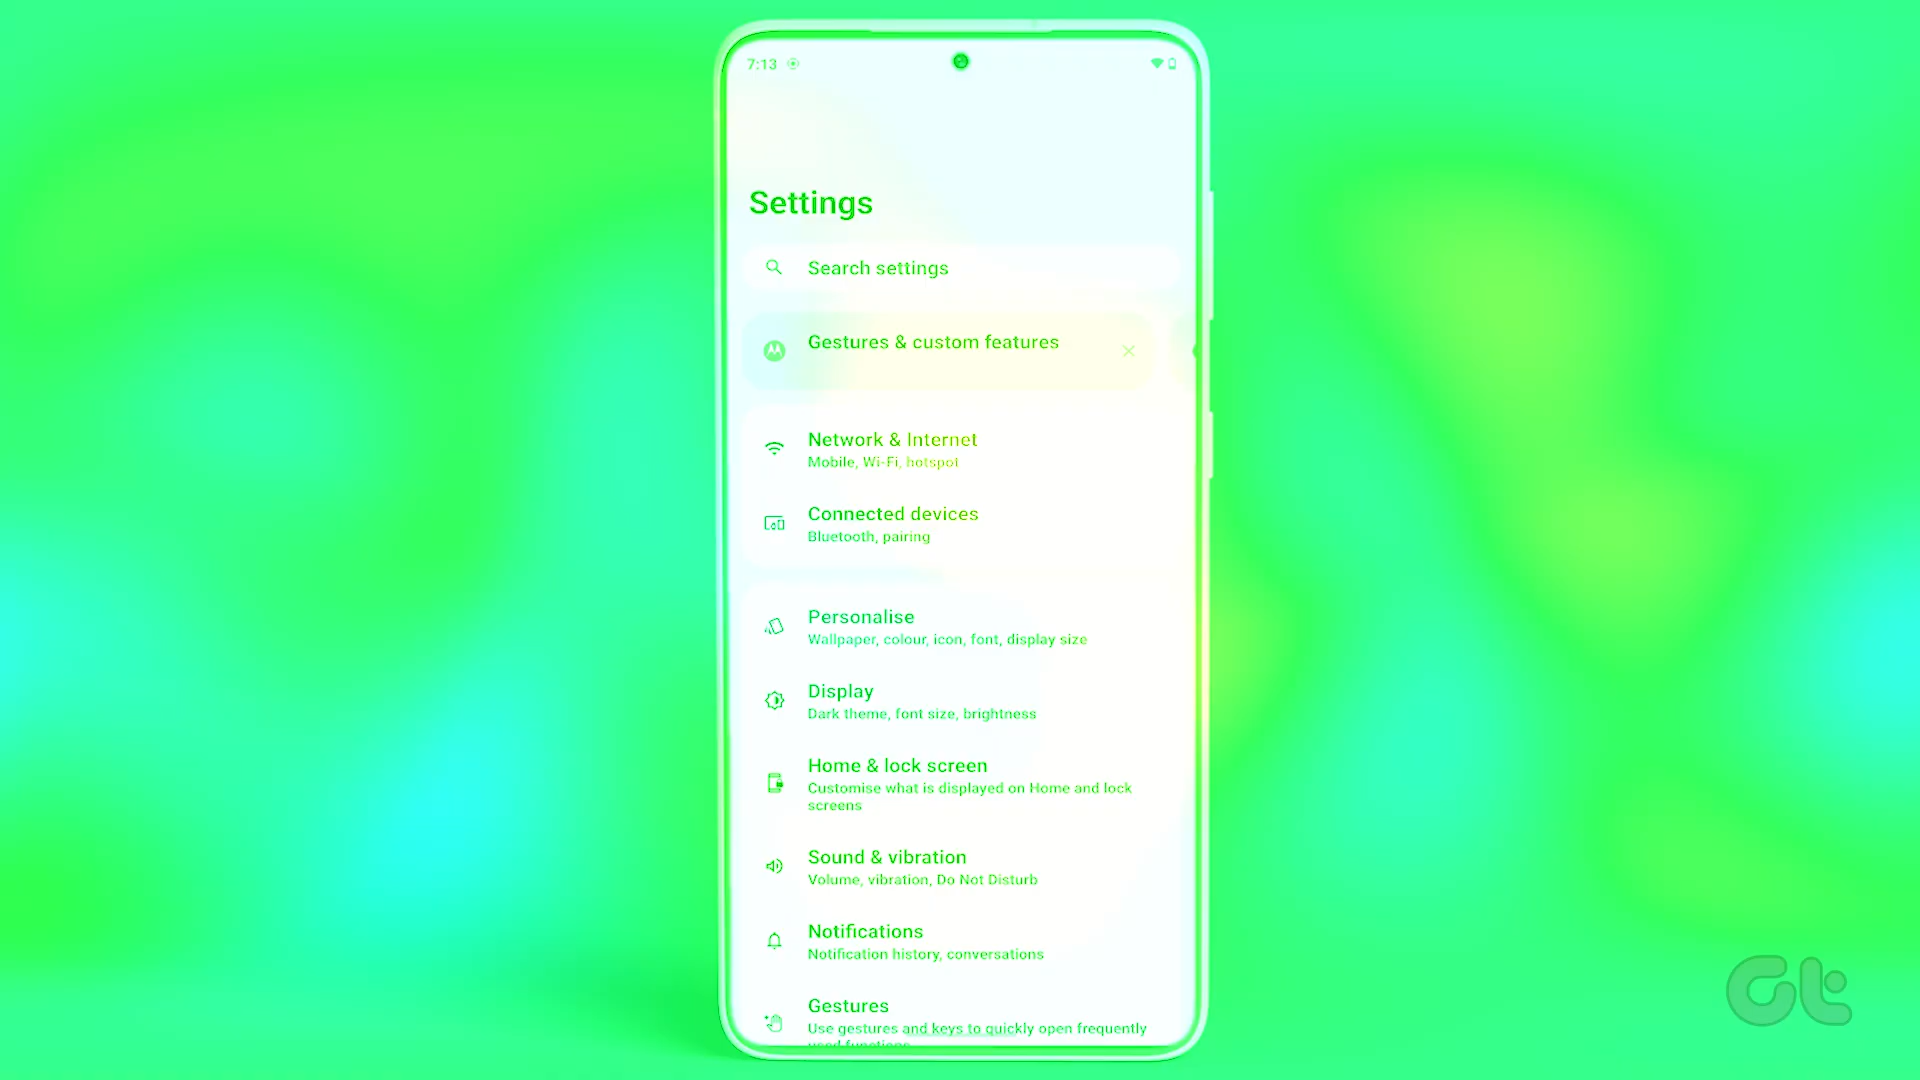 7:13
Settings
Search settings
Gestures & custom features
Network & Internet
Mobile, Wi-Fi, hotspot
Connected devices
Bluetooth, pairing
Personalise
Wallpaper, colour, icon, font, display size
Display
Dark theme, font size, brightness
Home & lock screen
Customise what is displayed on Home and lock
screens
Sound & vibration
Volume, vibration, Do Not Disturb
Notifications
Notification history, conversations
Gestures
Use gestures and keys to quickly open frequently
used functions
Gt